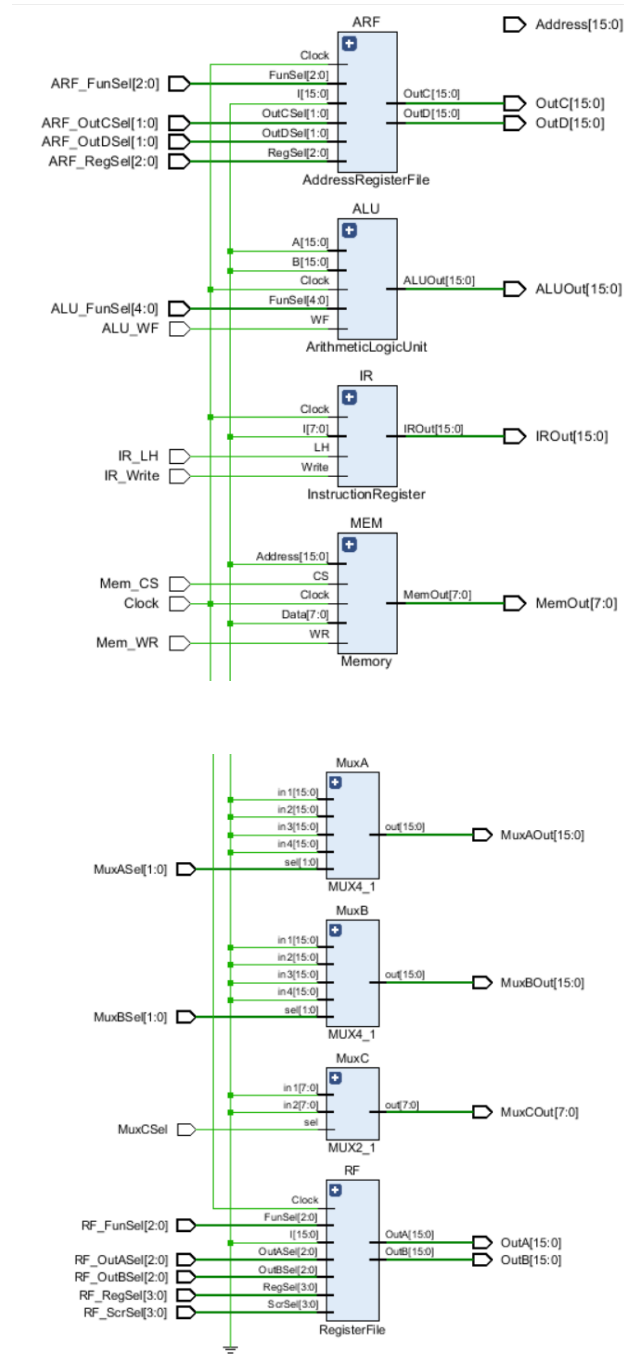 ARF
Address[15:0]
Clock
ARF_FunSel[2:0] FunSel[2:0]
I[15:0] OutC[15:0] OutC[15:0]
ARF_OutCSel[1:0] OutCSel[1:0] OutD[15:0] OutD[15:0]
ARF_OutDSel[1:0] OutDSel[1:0]
ARF_RegSel[2:0] RegSel[2:0]
AddressRegisterFile
ALU
A[15:0]
B[15:0]
Clock ALUOut[15:0] ALUOut[15:0]
ALU_FunSel[4:0] FunSel[4:0]
ALU_WF WF
ArithmeticLogicUnit
IR
Clock
I[7:0] IROut[15:0] IROut[15:0]
IR_LH LH
IR_Write Write
InstructionRegister
MEM
Address[15:0]
Mem_CS CS
Clock Clock MemOut[7:0] MemOut[7:0]
Data[7:0]
Mem_WR WR
Memory
MuxA
in1[15:0]
in2[15:0]
in3[15:0] out[15:0] MuxAOut[15:0]
in4[15:0]
MuxASel[1:0] sel[1:0]
MUX4_1
MuxB
in1[15:0]
in2[15:0]
in3[15:0] out[15:0] MuxBOut[15:0]
in4[15:0]
MuxBSel[1:0] sel[1:0]
MUX4_1
MuxC
in1[7:0]
in2[7:0] out[7:0] MuxCOut[7:0]
MuxCSel sel
MUX2_1
RF
Clock
RF_FunSel[2:0] FunSel[2:0]
I[15:0] OutA[15:0] OutA[15:0]
RF_OutASel[2:0] OutASel[2:0] OutB[15:0] OutB[15:0]
RF_OutBSel[2:0] OutBSel[2:0]
RF_RegSel[3:0] RegSel[3:0]
RF_ScrSel[3:0] ScrSel[3:0]
RegisterFile